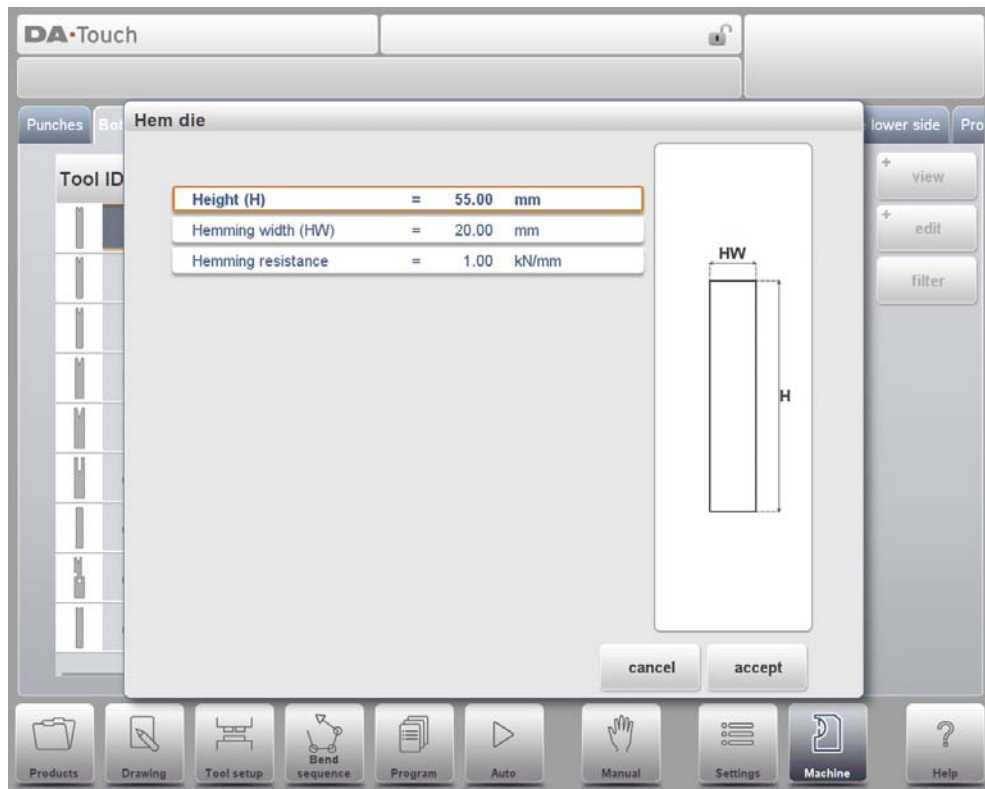 DA•Touch
Punches Bot lower side Pro
Hem die
Tool ID
+ view
Height (H) = 55.00 mm
+ edit
Hemming width (HW) = 20.00 mm
Hemming resistance = 1.00 kN/mm
filter
HW
H
cancel accept
Products Drawing Tool setup Bend sequence Program Auto Manual Settings Machine Help